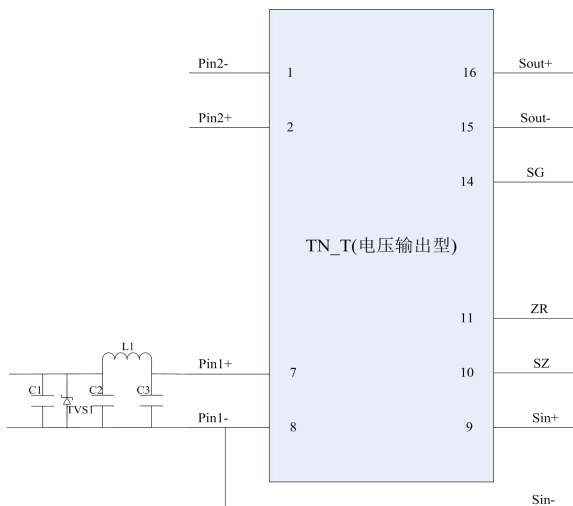 Pin2- 1 16 Sout+
Pin2+ 2 15 Sout-
14 SG
TN_T(电压输出型)
11 ZR
L1
Pin1+ 7 10 SZ
C1 TVS1 C2 C3
Pin1- 8 9 Sin+
Sin-